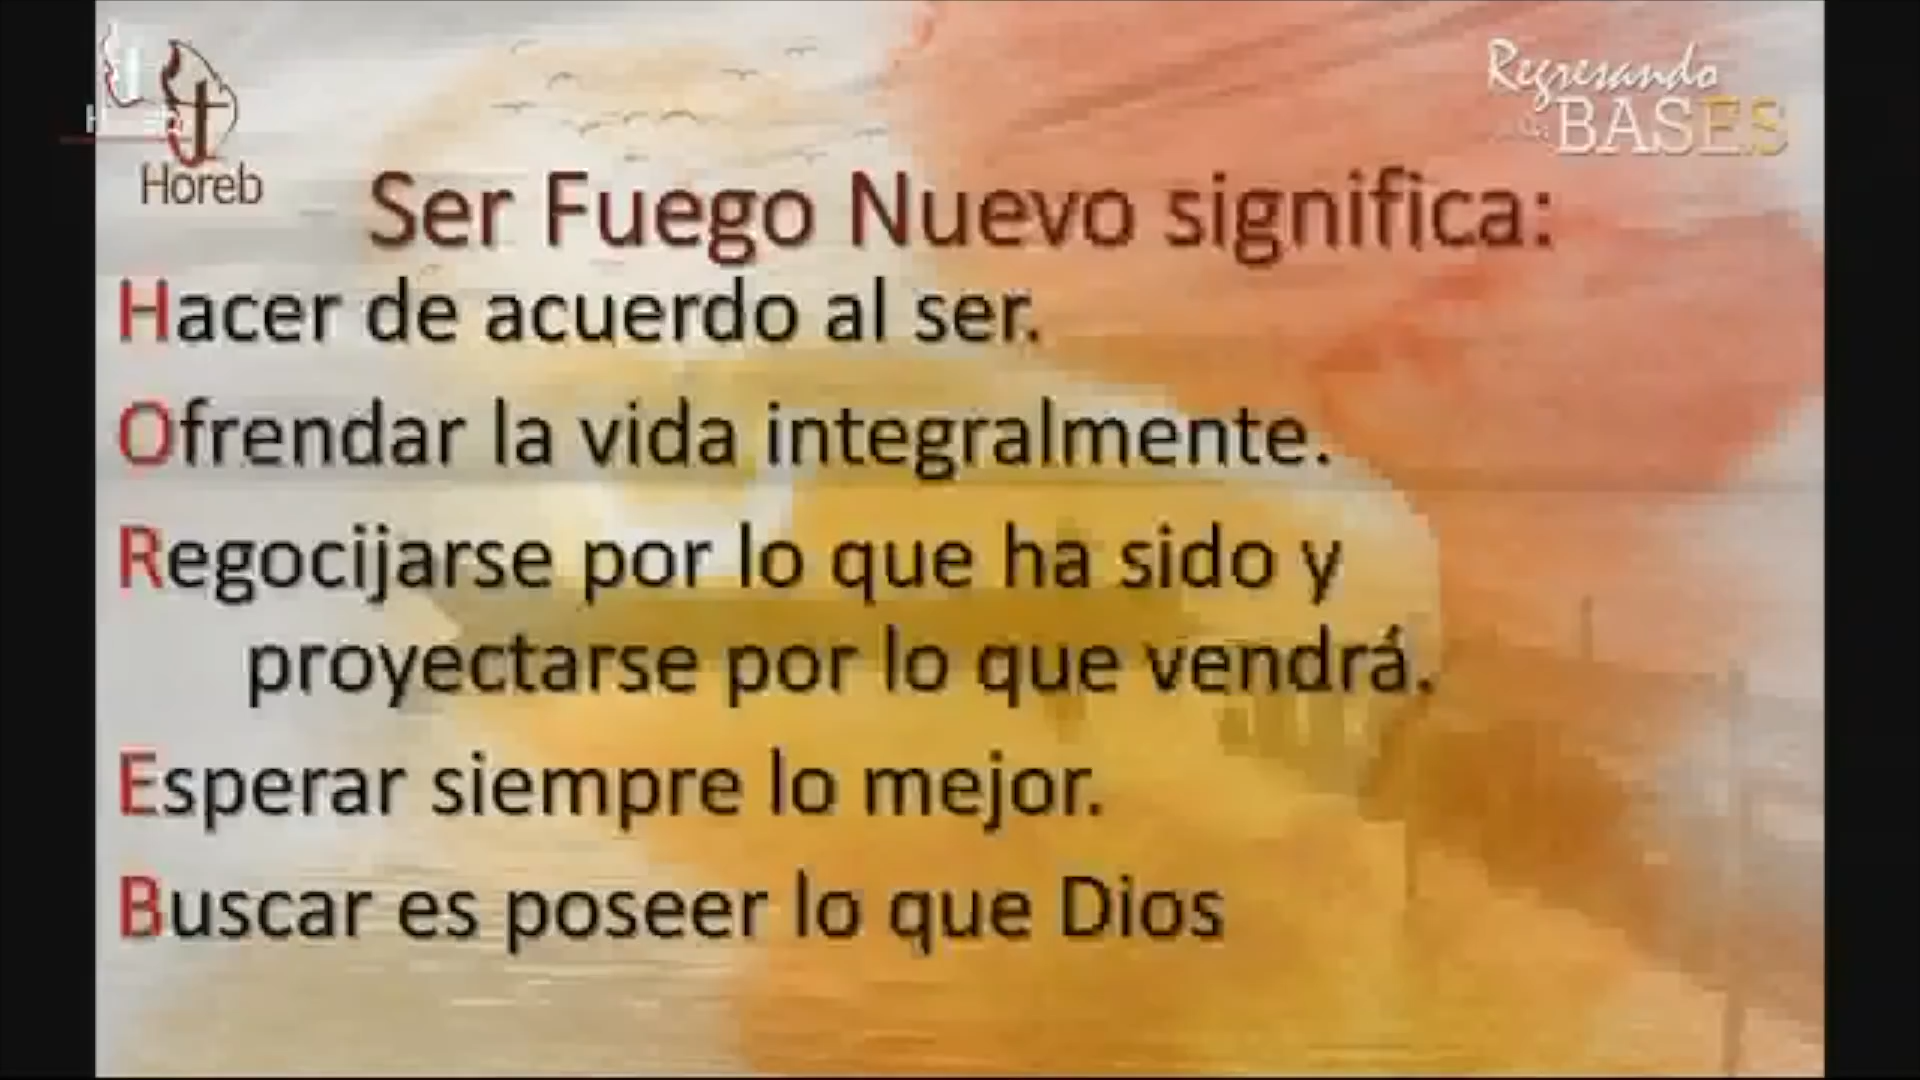 Horeb
Regresando
BASES
Ser Fuego Nuevo significa:
Hacer de acuerdo al ser.
Ofrendar la vida integralmente.
Regocijarse por lo que ha sido y
proyectarse por lo que vendrá.
Esperar siempre lo mejor.
Buscar es poseer lo que Dios